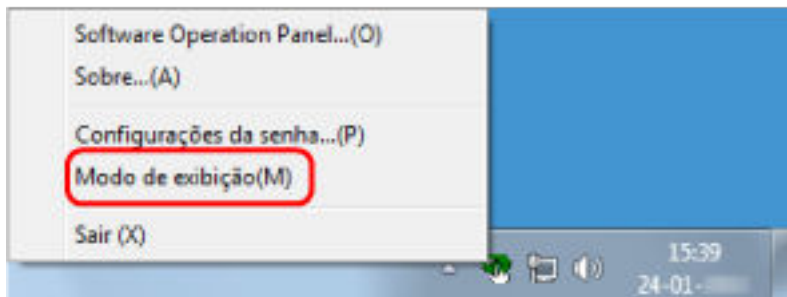 Software Operation Panel...(O)
Sobre...(A)
Configurações da senha...(P)
Modo de exibição(M)
Sair (X)
15:39
24-01-